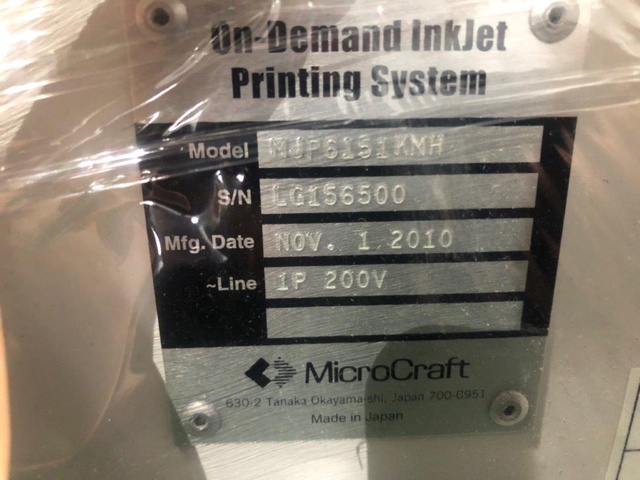 On-Demand InkJet
Printing System
Model MJP6151KMH
S/N LG156500
Mfg. Date NOV. 1.2010
~Line 1P 200V
MicroCraft
630-2 Tanaka Okayama-shi, Japan 700-0951
Made in Japan